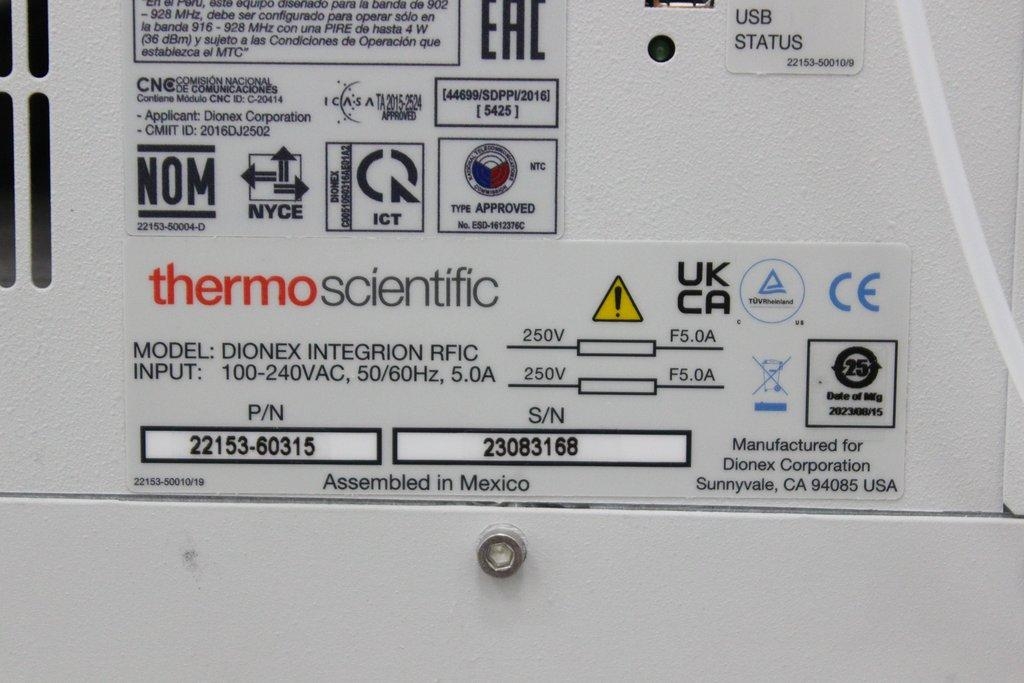 "En el Perú, este equipo diseñado para la banda de 902
– 928 MHz, debe ser configurado para operar sólo en
la banda 916 - 928 MHz con una PIRE de hasta 4 W
(36 dBm) y sujeto a las Condiciones de Operación que
establezca el MTC"
EAC
USB
STATUS
22153-50010/9
CNC COMISIÓN NACIONAL
DE COMUNICACIONES
Contiene Módulo CNC ID: C-20414
- Applicant: Dionex Corporation
- CMIIT ID: 2016DJ2502
ICASA TA 2015-2524
APPROVED
[44699/SDPPI/2016]
[ 5425 ]
NOM
22153-50004-D
NYCE
DIONEX
ICT
NTC
TYPE APPROVED
No. ESD-1612376C
thermo scientific
MODEL: DIONEX INTEGRION RFIC
INPUT: 100-240VAC, 50/60Hz, 5.0A
250V F5.0A
250V F5.0A
UK
CA
TÜVRheinland
C US
CE
25
Date of Mfg
2023/08/15
P/N
22153-60315
S/N
23083168
22153-50010/19
Assembled in Mexico
Manufactured for
Dionex Corporation
Sunnyvale, CA 94085 USA